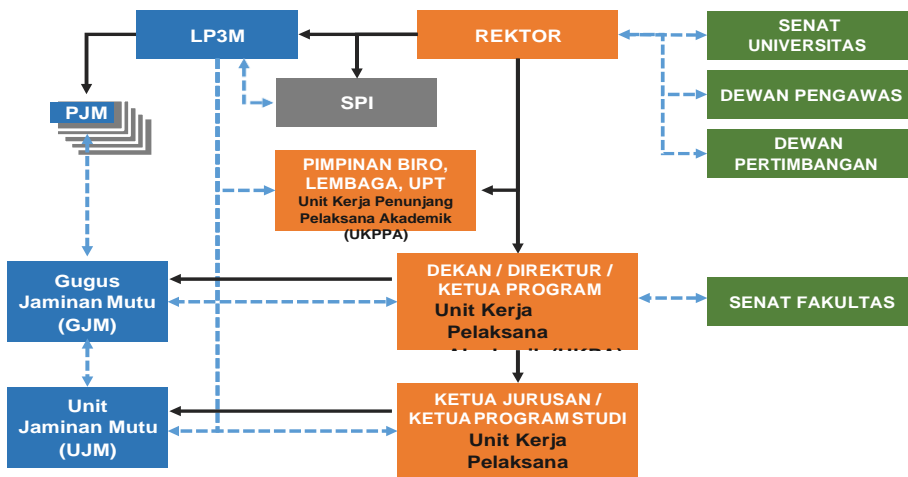 LP3M
REKTOR
SENAT
UNIVERSITAS
PJM
SPI
DEWAN PENGAWAS
DEWAN
PERTIMBANGAN
PIMPINAN BIRO,
LEMBAGA, UPT
Unit Kerja Penunjang
Pelaksana Akademik
(UKPPA)
Gugus
Jaminan Mutu
(GJM)
DEKAN / DIREKTUR /
KETUA PROGRAM
Unit Kerja
Pelaksana
SENAT FAKULTAS
Unit
Jaminan Mutu
(UJM)
KETUA JURUSAN /
KETUA PROGRAM STUDI
Unit Kerja
Pelaksana